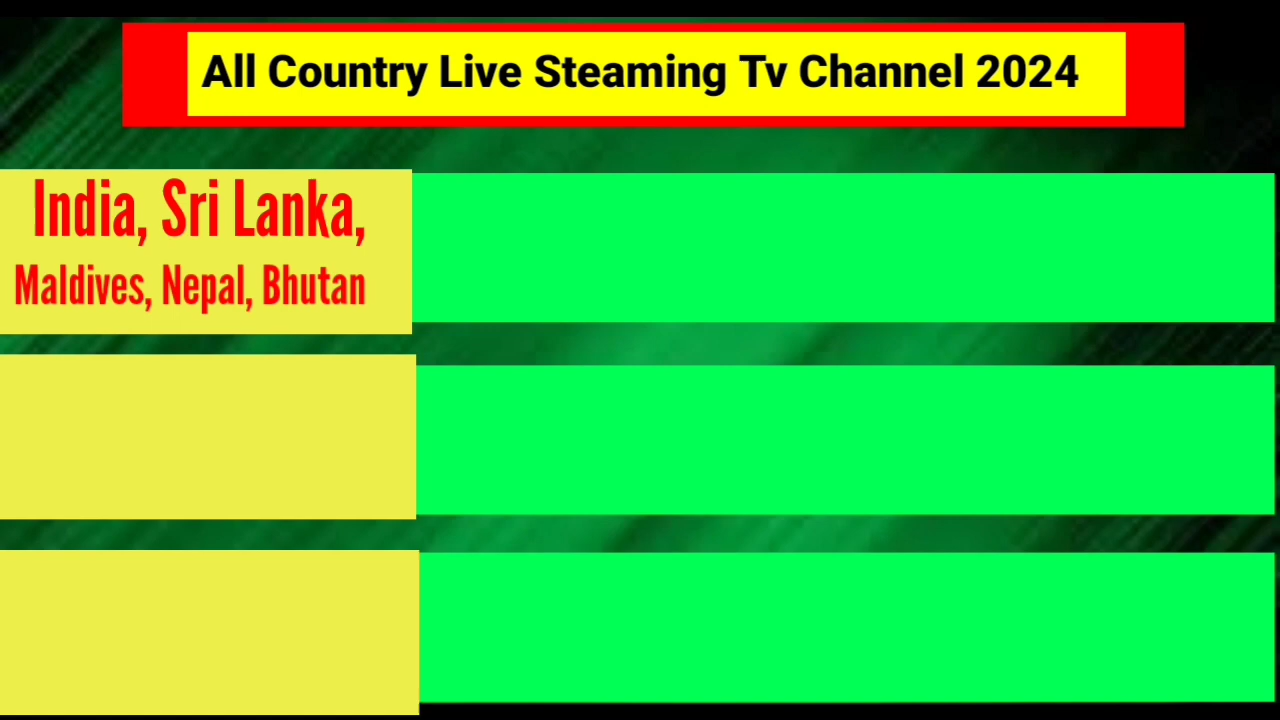 All Country Live Steaming Tv Channel 2024
India, Sri Lanka,
Maldives, Nepal, Bhutan